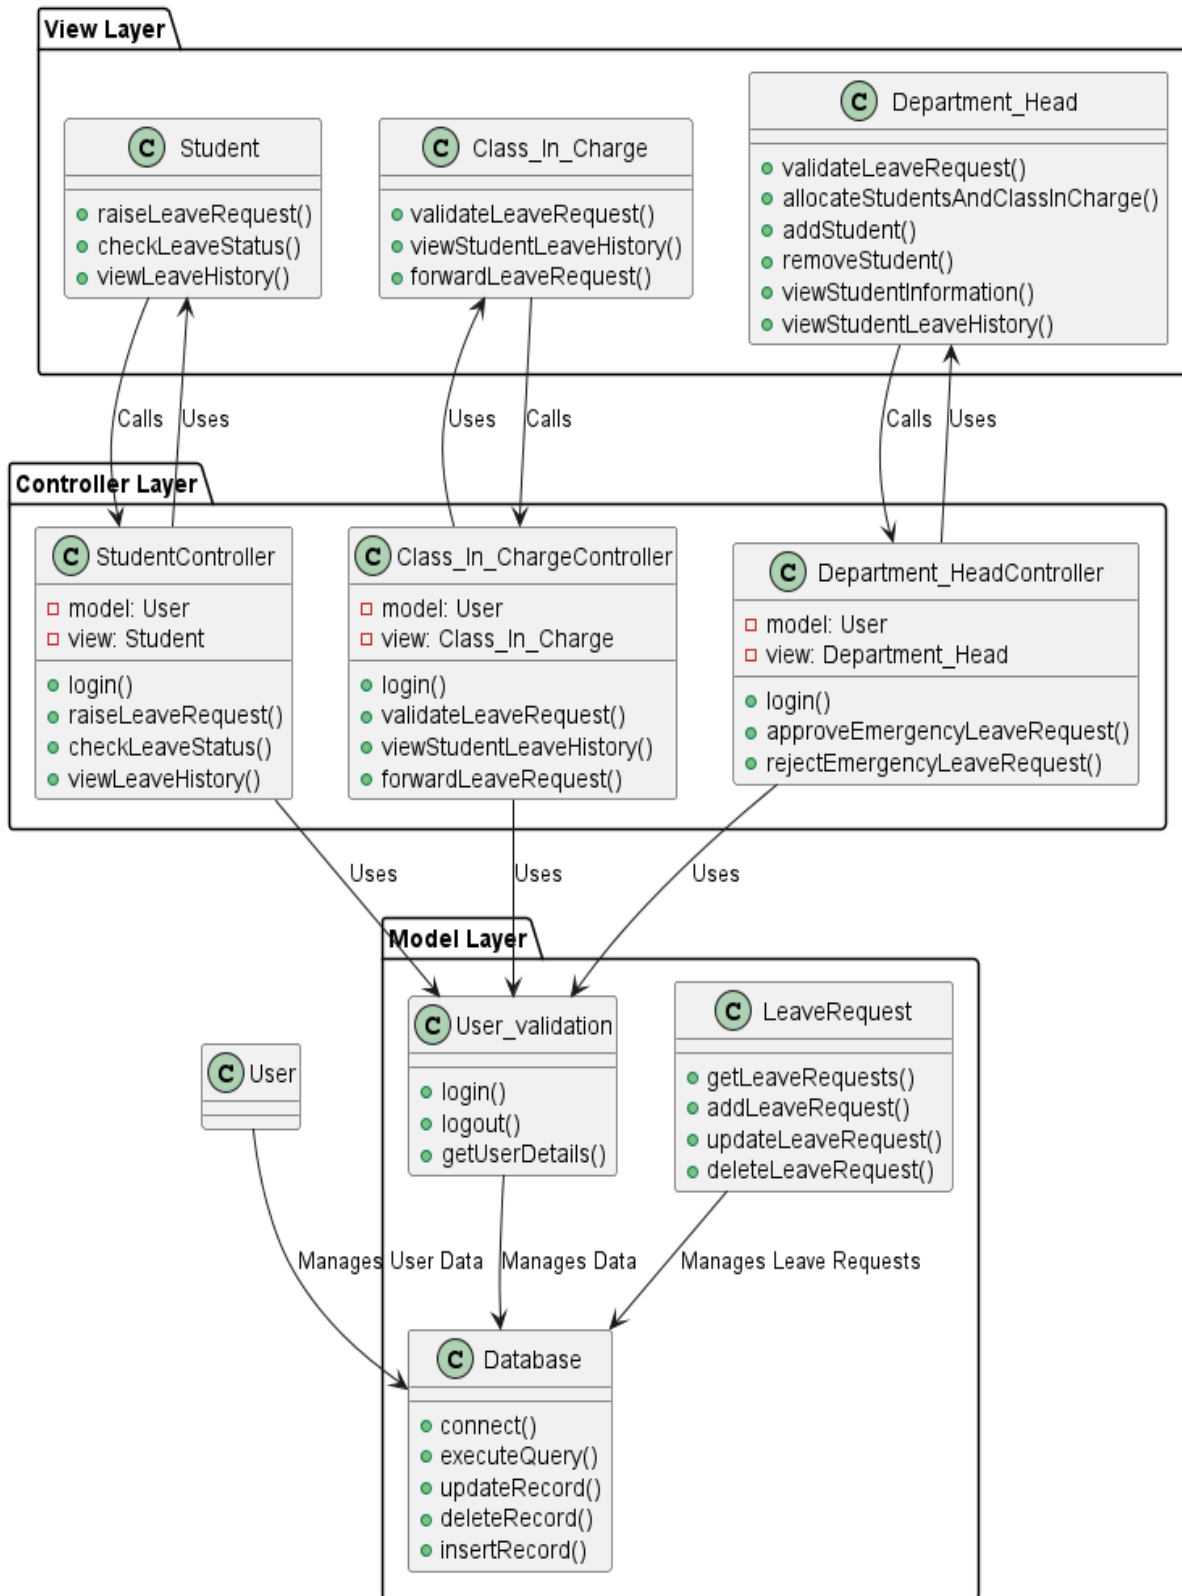 View Layer
C Student
raiseLeaveRequest()
checkLeaveStatus()
viewLeaveHistory()
C Class_In_Charge
validateLeaveRequest()
viewStudentLeaveHistory()
forwardLeaveRequest()
C Department_Head
validateLeaveRequest()
allocateStudentsAndClassInCharge()
addStudent()
removeStudent()
viewStudentInformation()
viewStudentLeaveHistory()
Calls
Uses
Uses
Calls
Calls
Uses
Controller Layer
C StudentController
model: User
view: Student
login()
raiseLeaveRequest()
checkLeaveStatus()
viewLeaveHistory()
C Class_In_ChargeController
model: User
view: Class_In_Charge
login()
validateLeaveRequest()
viewStudentLeaveHistory()
forwardLeaveRequest()
C Department_HeadController
model: User
view: Department_Head
login()
approveEmergencyLeaveRequest()
rejectEmergencyLeaveRequest()
Uses
Uses
Uses
Model Layer
C User
C User_validation
login()
logout()
getUserDetails()
C LeaveRequest
getLeaveRequests()
addLeaveRequest()
updateLeaveRequest()
deleteLeaveRequest()
Manages User Data
Manages Data
Manages Leave Requests
C Database
connect()
executeQuery()
updateRecord()
deleteRecord()
insertRecord()